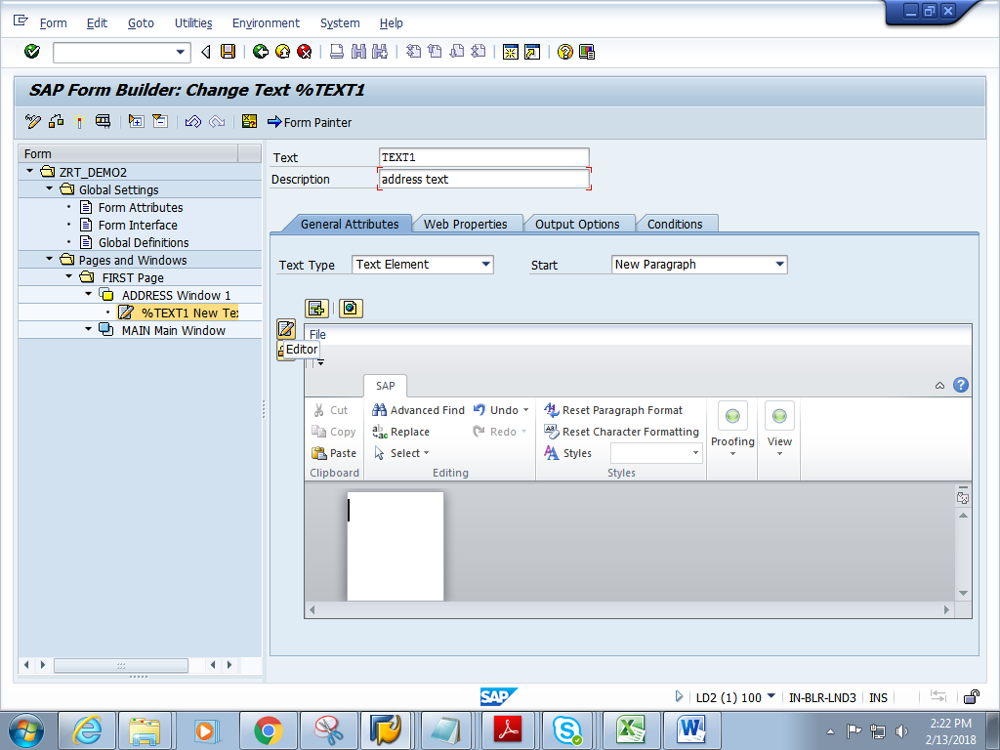 Form Edit Goto Utilities Environment System Help
SAP Form Builder: Change Text %TEXT1
Form Painter
Form
ZRT_DEMO2
Global Settings
Form Attributes
Form Interface
Global Definitions
Pages and Windows
FIRST Page
ADDRESS Window 1
%TEXT1 New Te
MAIN Main Window
Text TEXT1
Description address text
General Attributes Web Properties Output Options Conditions
Text Type Text Element Start New Paragraph
File
Editor
SAP
Cut Advanced Find Undo Reset Paragraph Format
Copy Replace Redo Reset Character Formatting
Paste Select Styles
Proofing View
Clipboard Editing Styles
SAP
LD2 (1) 100 IN-BLR-LND3 INS
2:22 PM
2/13/2018